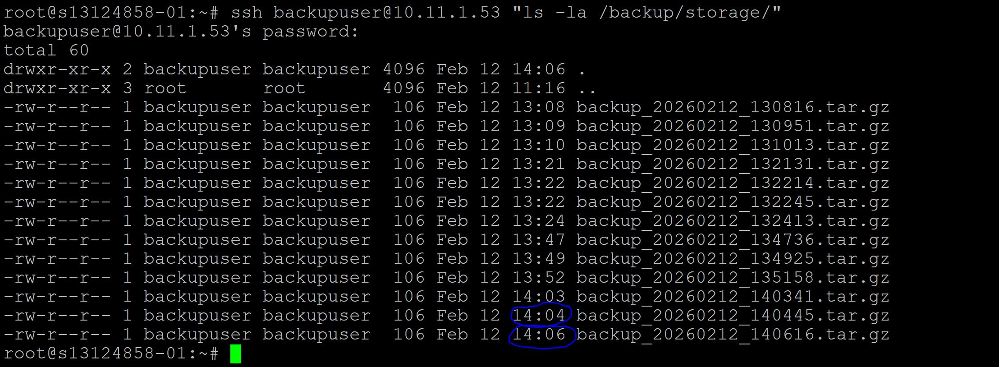 root@s13124858-01:~# ssh backupuser@10.11.1.53 "ls -la /backup/storage/"
backupuser@10.11.1.53's password:
total 60
drwxr-xr-x 2 backupuser backupuser 4096 Feb 12 14:06 .
drwxr-xr-x 3 root       root       4096 Feb 12 11:16 ..
-rw-r--r-- 1 backupuser backupuser  106 Feb 12 13:08 backup_20260212_130816.tar.gz
-rw-r--r-- 1 backupuser backupuser  106 Feb 12 13:09 backup_20260212_130951.tar.gz
-rw-r--r-- 1 backupuser backupuser  106 Feb 12 13:10 backup_20260212_131013.tar.gz
-rw-r--r-- 1 backupuser backupuser  106 Feb 12 13:21 backup_20260212_132131.tar.gz
-rw-r--r-- 1 backupuser backupuser  106 Feb 12 13:22 backup_20260212_132214.tar.gz
-rw-r--r-- 1 backupuser backupuser  106 Feb 12 13:22 backup_20260212_132245.tar.gz
-rw-r--r-- 1 backupuser backupuser  106 Feb 12 13:24 backup_20260212_132413.tar.gz
-rw-r--r-- 1 backupuser backupuser  106 Feb 12 13:47 backup_20260212_134736.tar.gz
-rw-r--r-- 1 backupuser backupuser  106 Feb 12 13:49 backup_20260212_134925.tar.gz
-rw-r--r-- 1 backupuser backupuser  106 Feb 12 13:52 backup_20260212_135158.tar.gz
-rw-r--r-- 1 backupuser backupuser  106 Feb 12 14:03 backup_20260212_140341.tar.gz
-rw-r--r-- 1 backupuser backupuser  106 Feb 12 14:04 backup_20260212_140445.tar.gz
-rw-r--r-- 1 backupuser backupuser  106 Feb 12 14:06 backup_20260212_140616.tar.gz
root@s13124858-01:~#